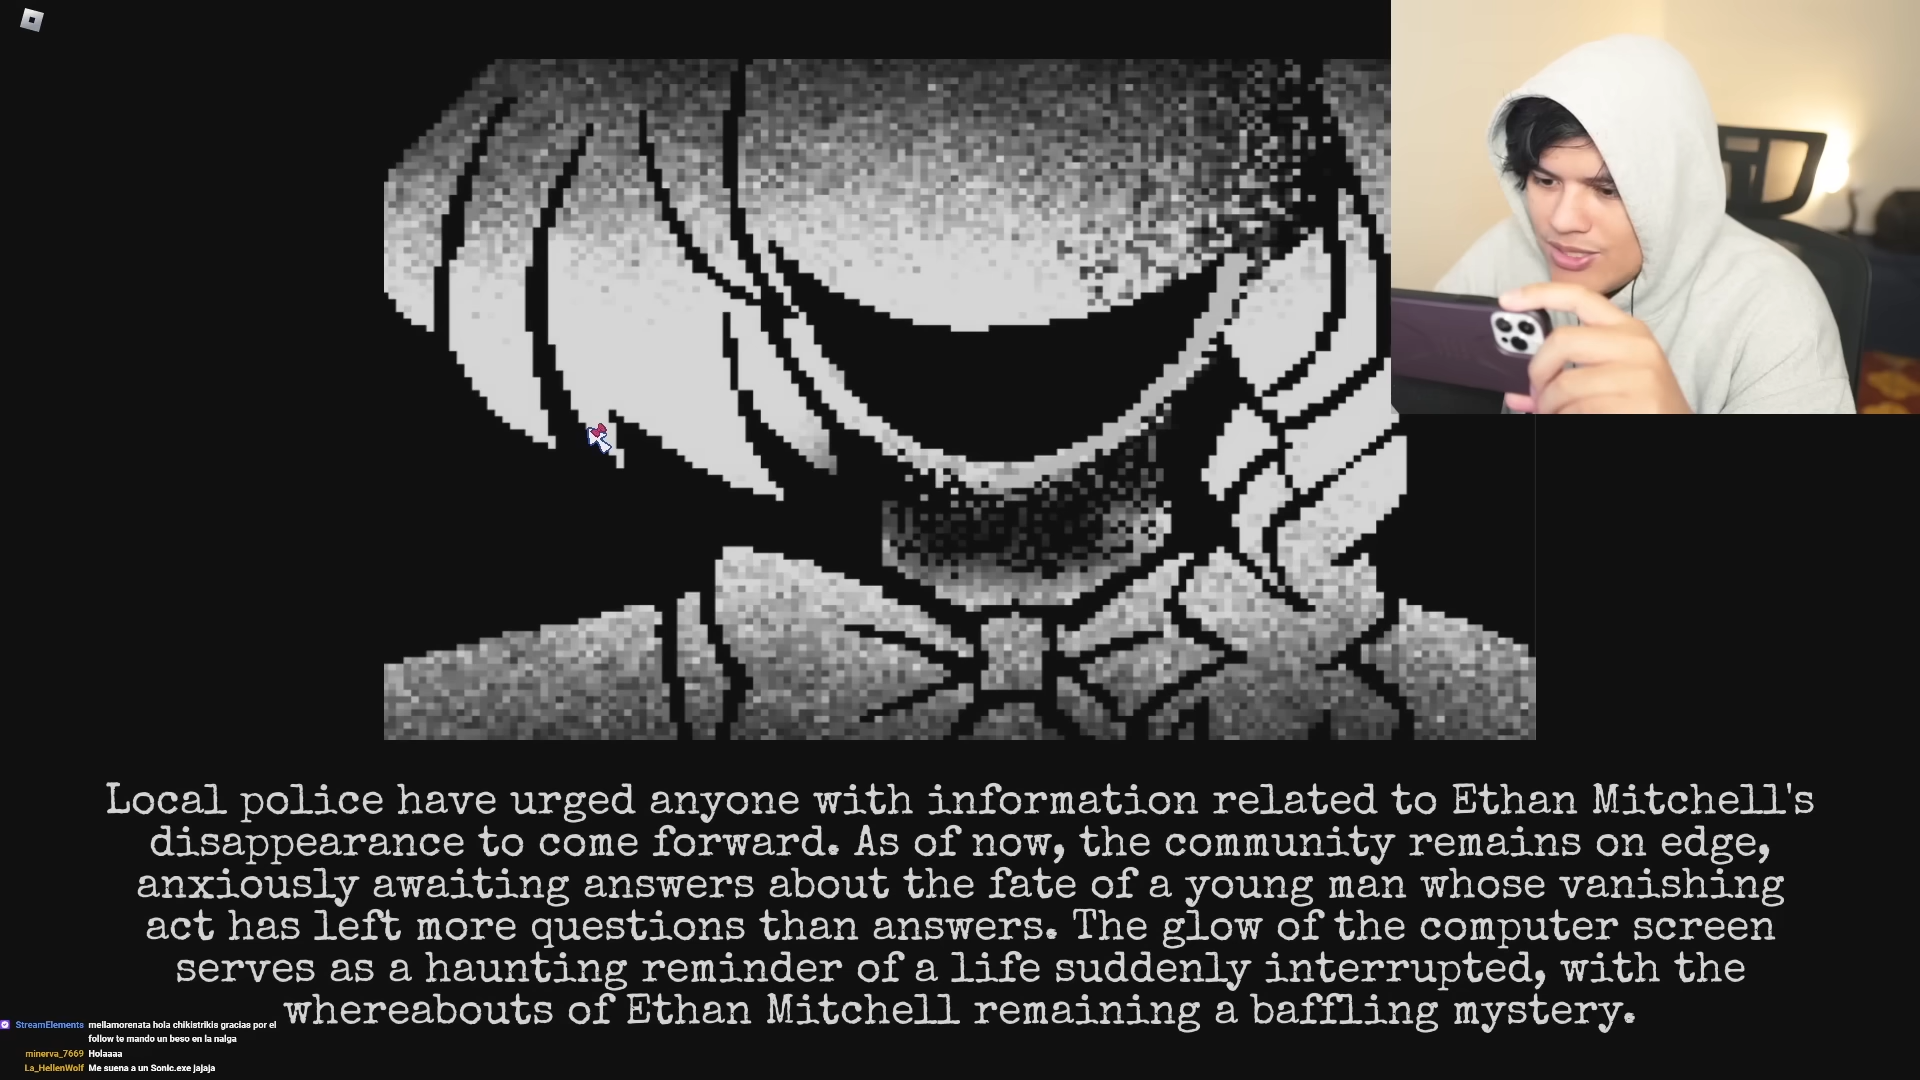 Local police have urged anyone with information related to Ethan Mitchell's
disappearance to come forward. As of now, the community remains on edge,
anxiously awaiting answers about the fate of a young man whose vanishing
act has left more questions than answers. The glow of the computer screen
serves as a haunting reminder of a life suddenly interrupted, with the
whereabouts of Ethan Mitchell remaining a baffling mystery.
StreamElements mellamorenata hola chikistrikis gracias por el
follow te mando un beso en la nalga
minerva_7669 Holaaaa
La_HellenWolf Me suena a un Sonic.exe jajaja